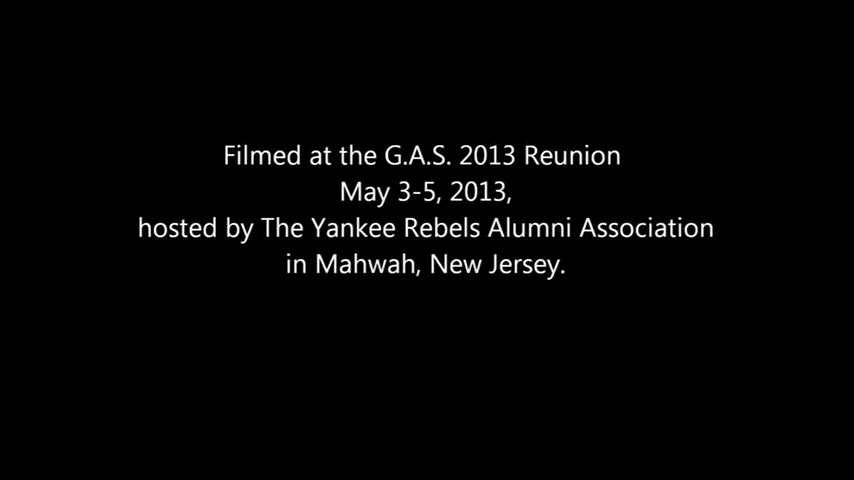 Filmed at the G.A.S. 2013 Reunion
May 3-5, 2013,
hosted by The Yankee Rebels Alumni Association
in Mahwah, New Jersey.